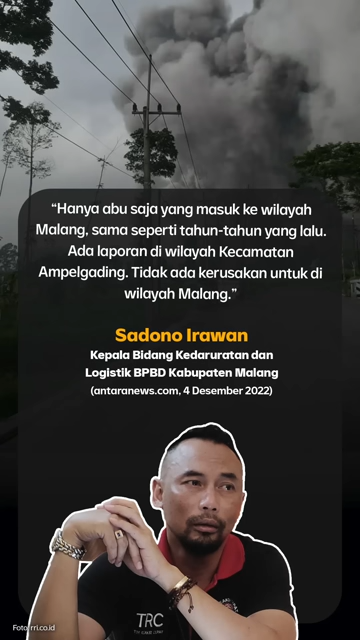 “Hanya abu saja yang masuk ke wilayah
Malang, sama seperti tahun-tahun yang lalu.
Ada laporan di wilayah Kecamatan
Ampelgading. Tidak ada kerusakan untuk di
wilayah Malang.”
Sadono Irawan
Kepala Bidang Kedaruratan dan
Logistik BPBD Kabupaten Malang
(antaranews.com, 4 Desember 2022)
TRC
Foto: rri.co.id